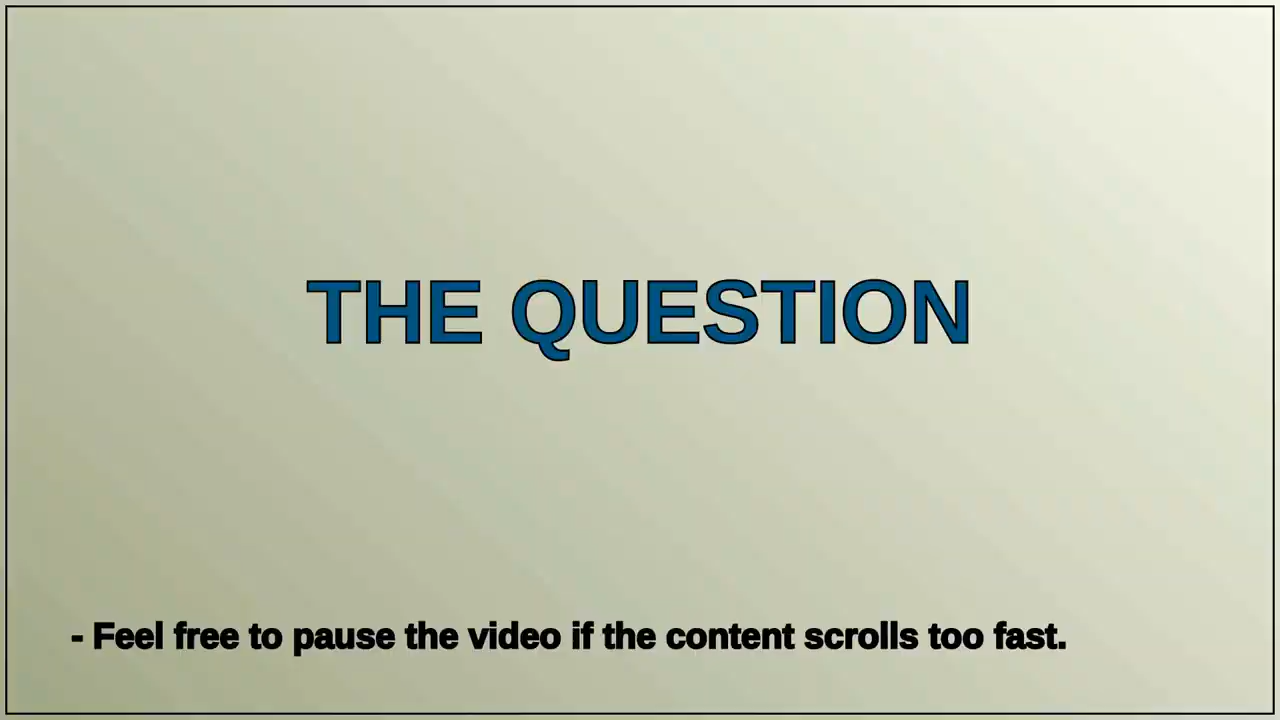 THE QUESTION
- Feel free to pause the video if the content scrolls too fast.